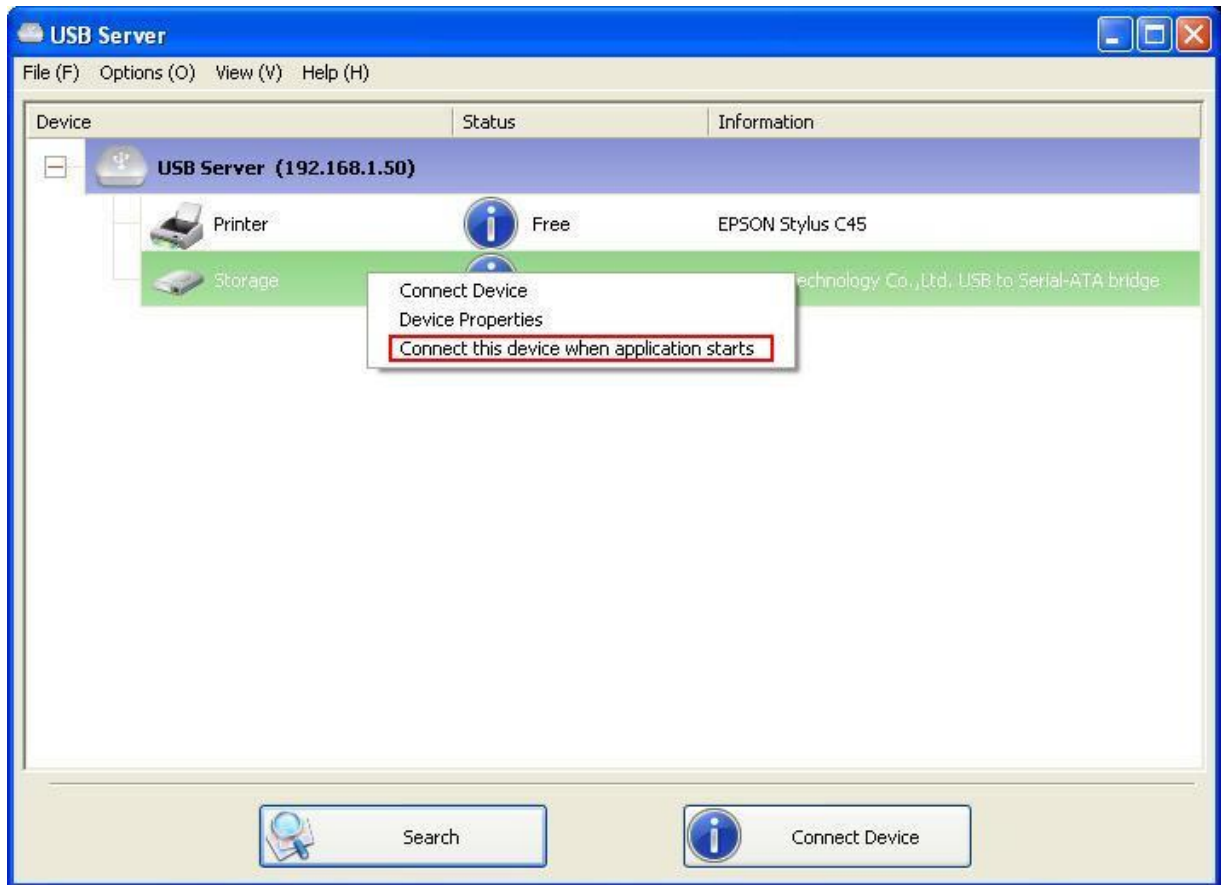 USB Server
File (F) Options (O) View (V) Help (H)
Device Status Information
USB Server (192.168.1.50)
Printer Free EPSON Stylus C45
Storage Co.,Ltd. USB to Serial-ATA bridge
Connect Device
Device Properties
Connect this device when application starts
Search Connect Device